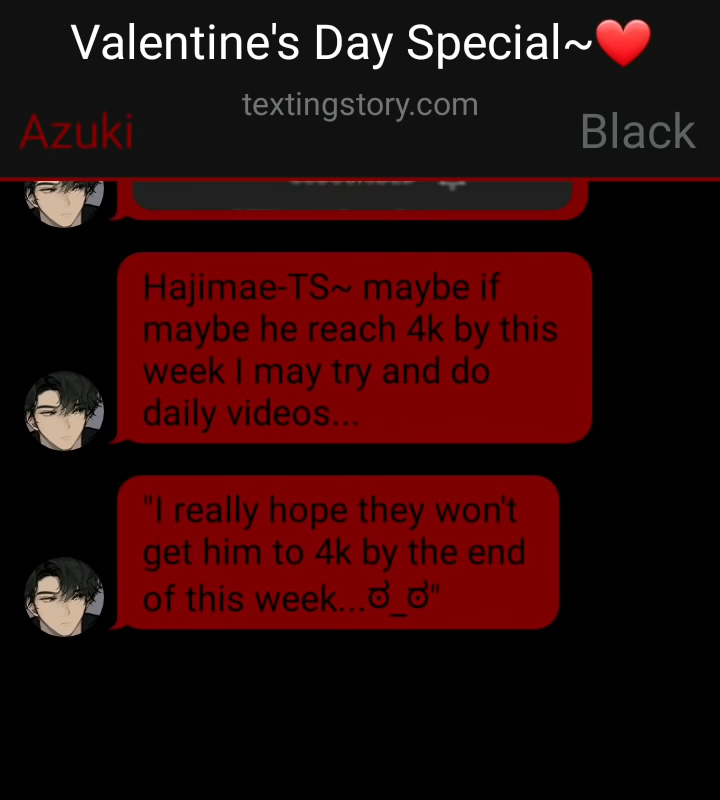 Valentine's Day Special~❤️
textingstory.com
Azuki
Black
Hajimae-TS~ maybe if
maybe he reach 4k by this
week I may try and do
daily videos...
"I really hope they won't
get him to 4k by the end
of this week...ಠ_ಠ"